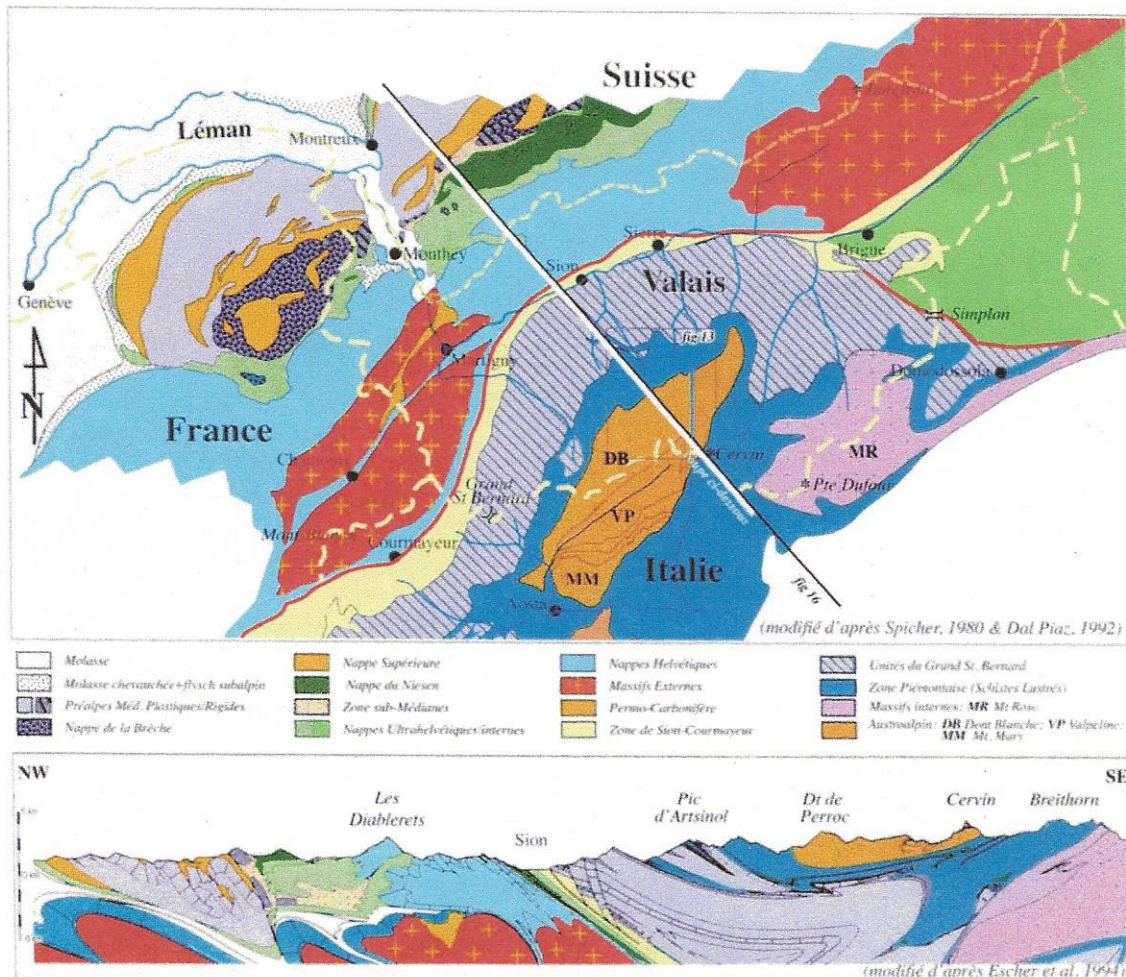 Suisse
Léman
Montreux
Monthey
Genève
N
France
Sierre
Sion
Brigue
Valais
Simplon
fig 13
Martigny
Domodossola
MR
Pte Dufour
DB
Cervin
VP
Grand
St Bernard
Mont Blanc
Courmayeur
MM
Italie
Aosta
fig 16
(modifié d'après Spicher, 1980 & Dal Piaz, 1992)
Molasse
Molasse chevauchée+flysch subalpin
Préalpes Méd. Plastiques/Rigides
Nappe de la Brèche
Nappe Supérieure
Nappe du Niesen
Zone sub-Médianes
Nappes Ultrahelvétiques/internes
Nappes Helvétiques
Massifs Externes
Permo-Carbonifère
Zone de Sion-Courmayeur
Unités du Grand St. Bernard
Zone Piémontaise (Schistes Lustrés)
Massifs internes: MR Mt Rose
Austroalpin: DB Dent Blanche; VP Valpeline;
MM Mt. Mary
NW
SE
Les
Diablerets
Sion
Pic
d'Artsinol
Dt de
Perroc
Cervin
Breithorn
(modifié d'après Escher et al. 1994)